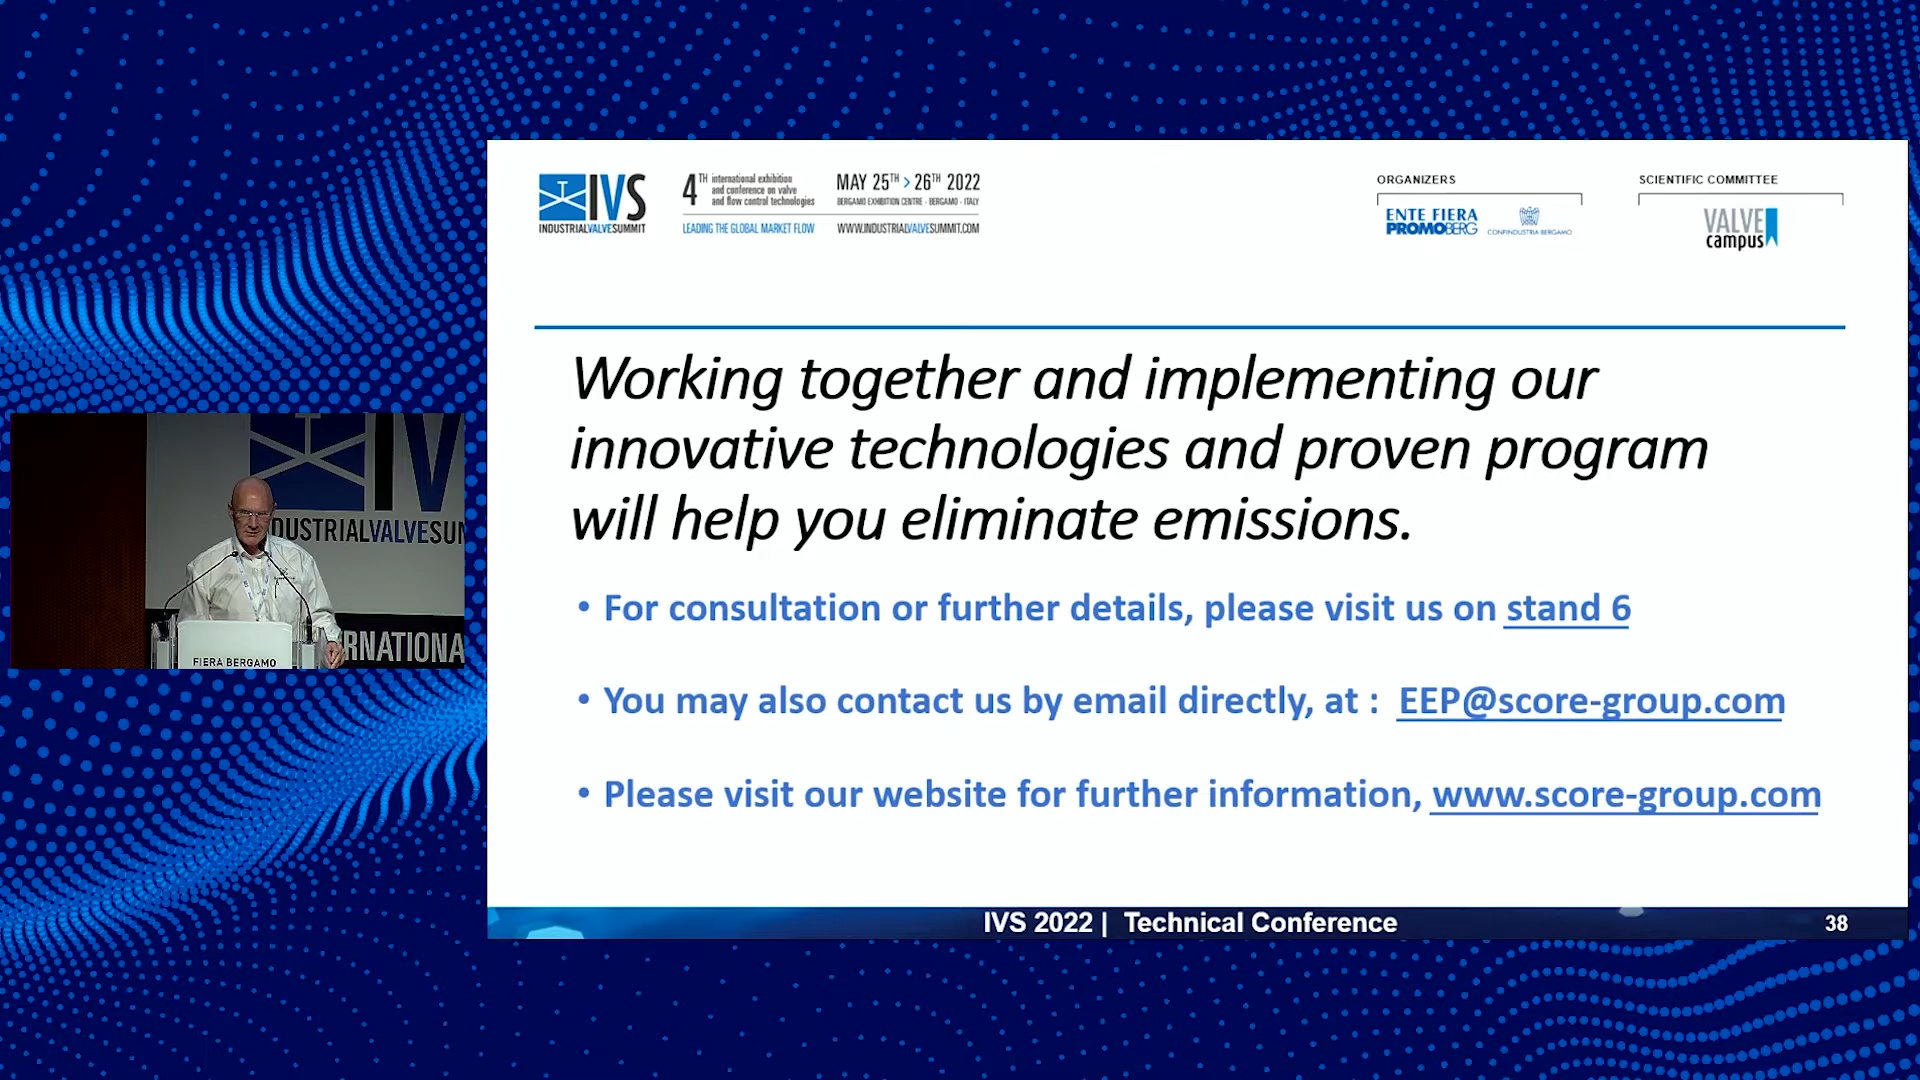 IVS
INDUSTRIALVALVESUMMIT
4TH international exhibition
and conference on valve
and flow control technologies
LEADING THE GLOBAL MARKET FLOW
MAY 25TH > 26TH 2022
BERGAMO EXHIBITION CENTRE - BERGAMO - ITALY
WWW.INDUSTRIALVALVESUMMIT.COM
ORGANIZERS
ENTE FIERA
PROMOBERG
CONFINDUSTRIA BERGAMO
SCIENTIFIC COMMITTEE
VALVE
campus
Working together and implementing our
innovative technologies and proven program
will help you eliminate emissions.
• For consultation or further details, please visit us on stand 6
• You may also contact us by email directly, at : EEP@score-group.com
• Please visit our website for further information, www.score-group.com
IVS 2022 | Technical Conference
38
IV
DUSTRIALVALVESUM
RNATIONA
FIERA BERGAMO